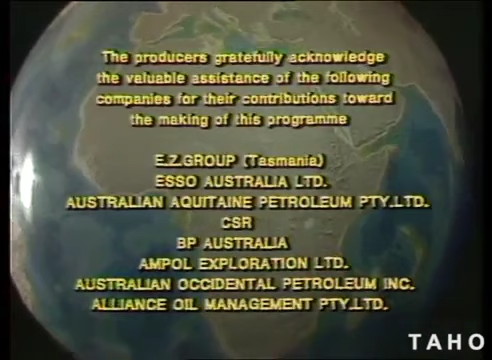 The producers gratefully acknowledge
the valuable assistance of the following
companies for their contributions toward
the making of this programme
E.Z.GROUP (Tasmania)
ESSO AUSTRALIA LTD.
AUSTRALIAN AQUITAINE PETROLEUM PTY.LTD.
CSR
BP AUSTRALIA
AMPOL EXPLORATION LTD.
AUSTRALIAN OCCIDENTAL PETROLEUM INC.
ALLIANCE OIL MANAGEMENT PTY.LTD.
TAHO